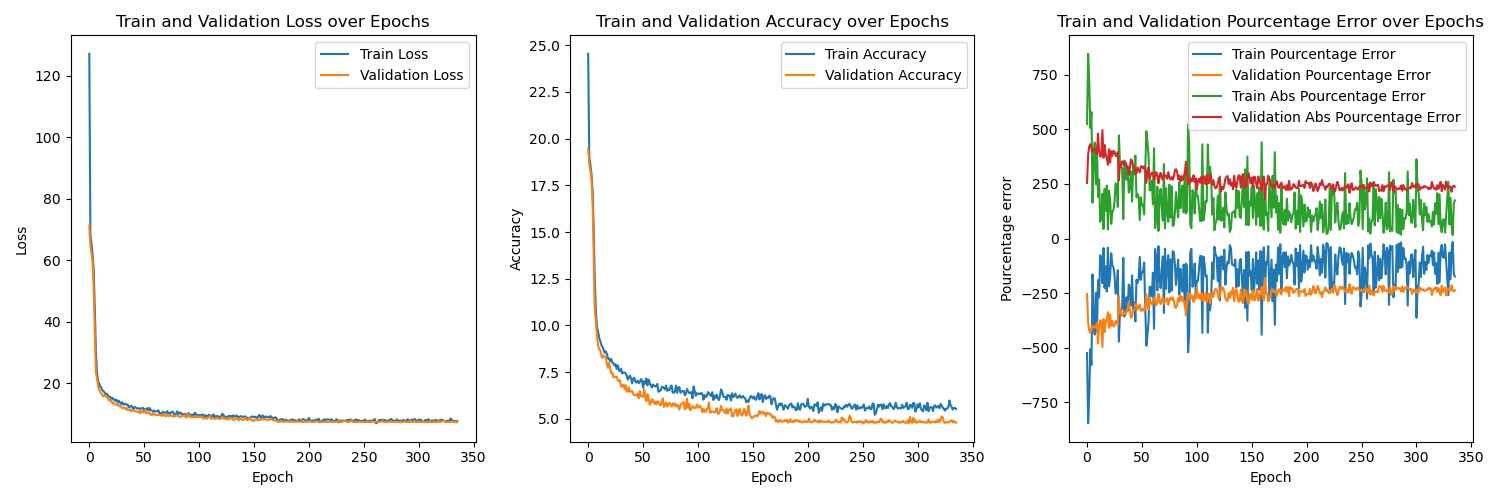 Train and Validation Loss over Epochs
Train Loss
Validation Loss
120
100
80
60
40
20
Loss
0 50 100 150 200 250 300 350
Epoch
Train and Validation Accuracy over Epochs
Train Accuracy
Validation Accuracy
25.0
22.5
20.0
17.5
15.0
12.5
10.0
7.5
5.0
Accuracy
0 50 100 150 200 250 300 350
Epoch
Train and Validation Pourcentage Error over Epochs
Train Pourcentage Error
Validation Pourcentage Error
Train Abs Pourcentage Error
Validation Abs Pourcentage Error
750
500
250
0
−250
−500
−750
Pourcentage error
0 50 100 150 200 250 300 350
Epoch